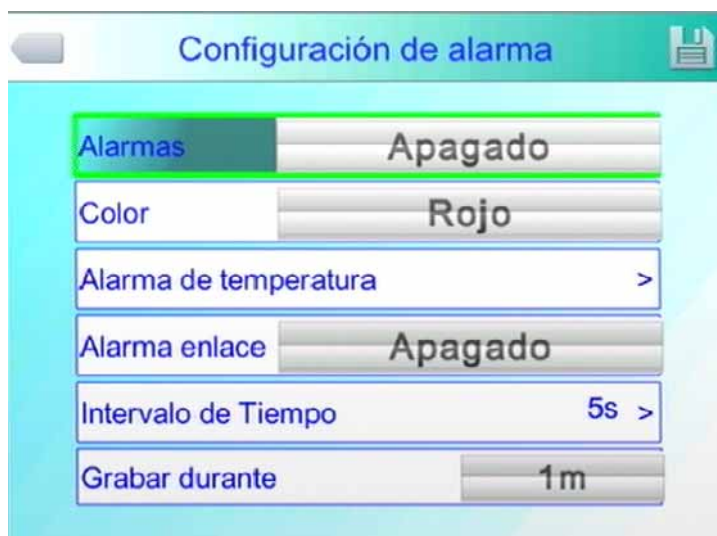 Configuración de alarma
Alarmas Apagado
Color Rojo
Alarma de temperatura >
Alarma enlace Apagado
Intervalo de Tiempo 5s >
Grabar durante 1m